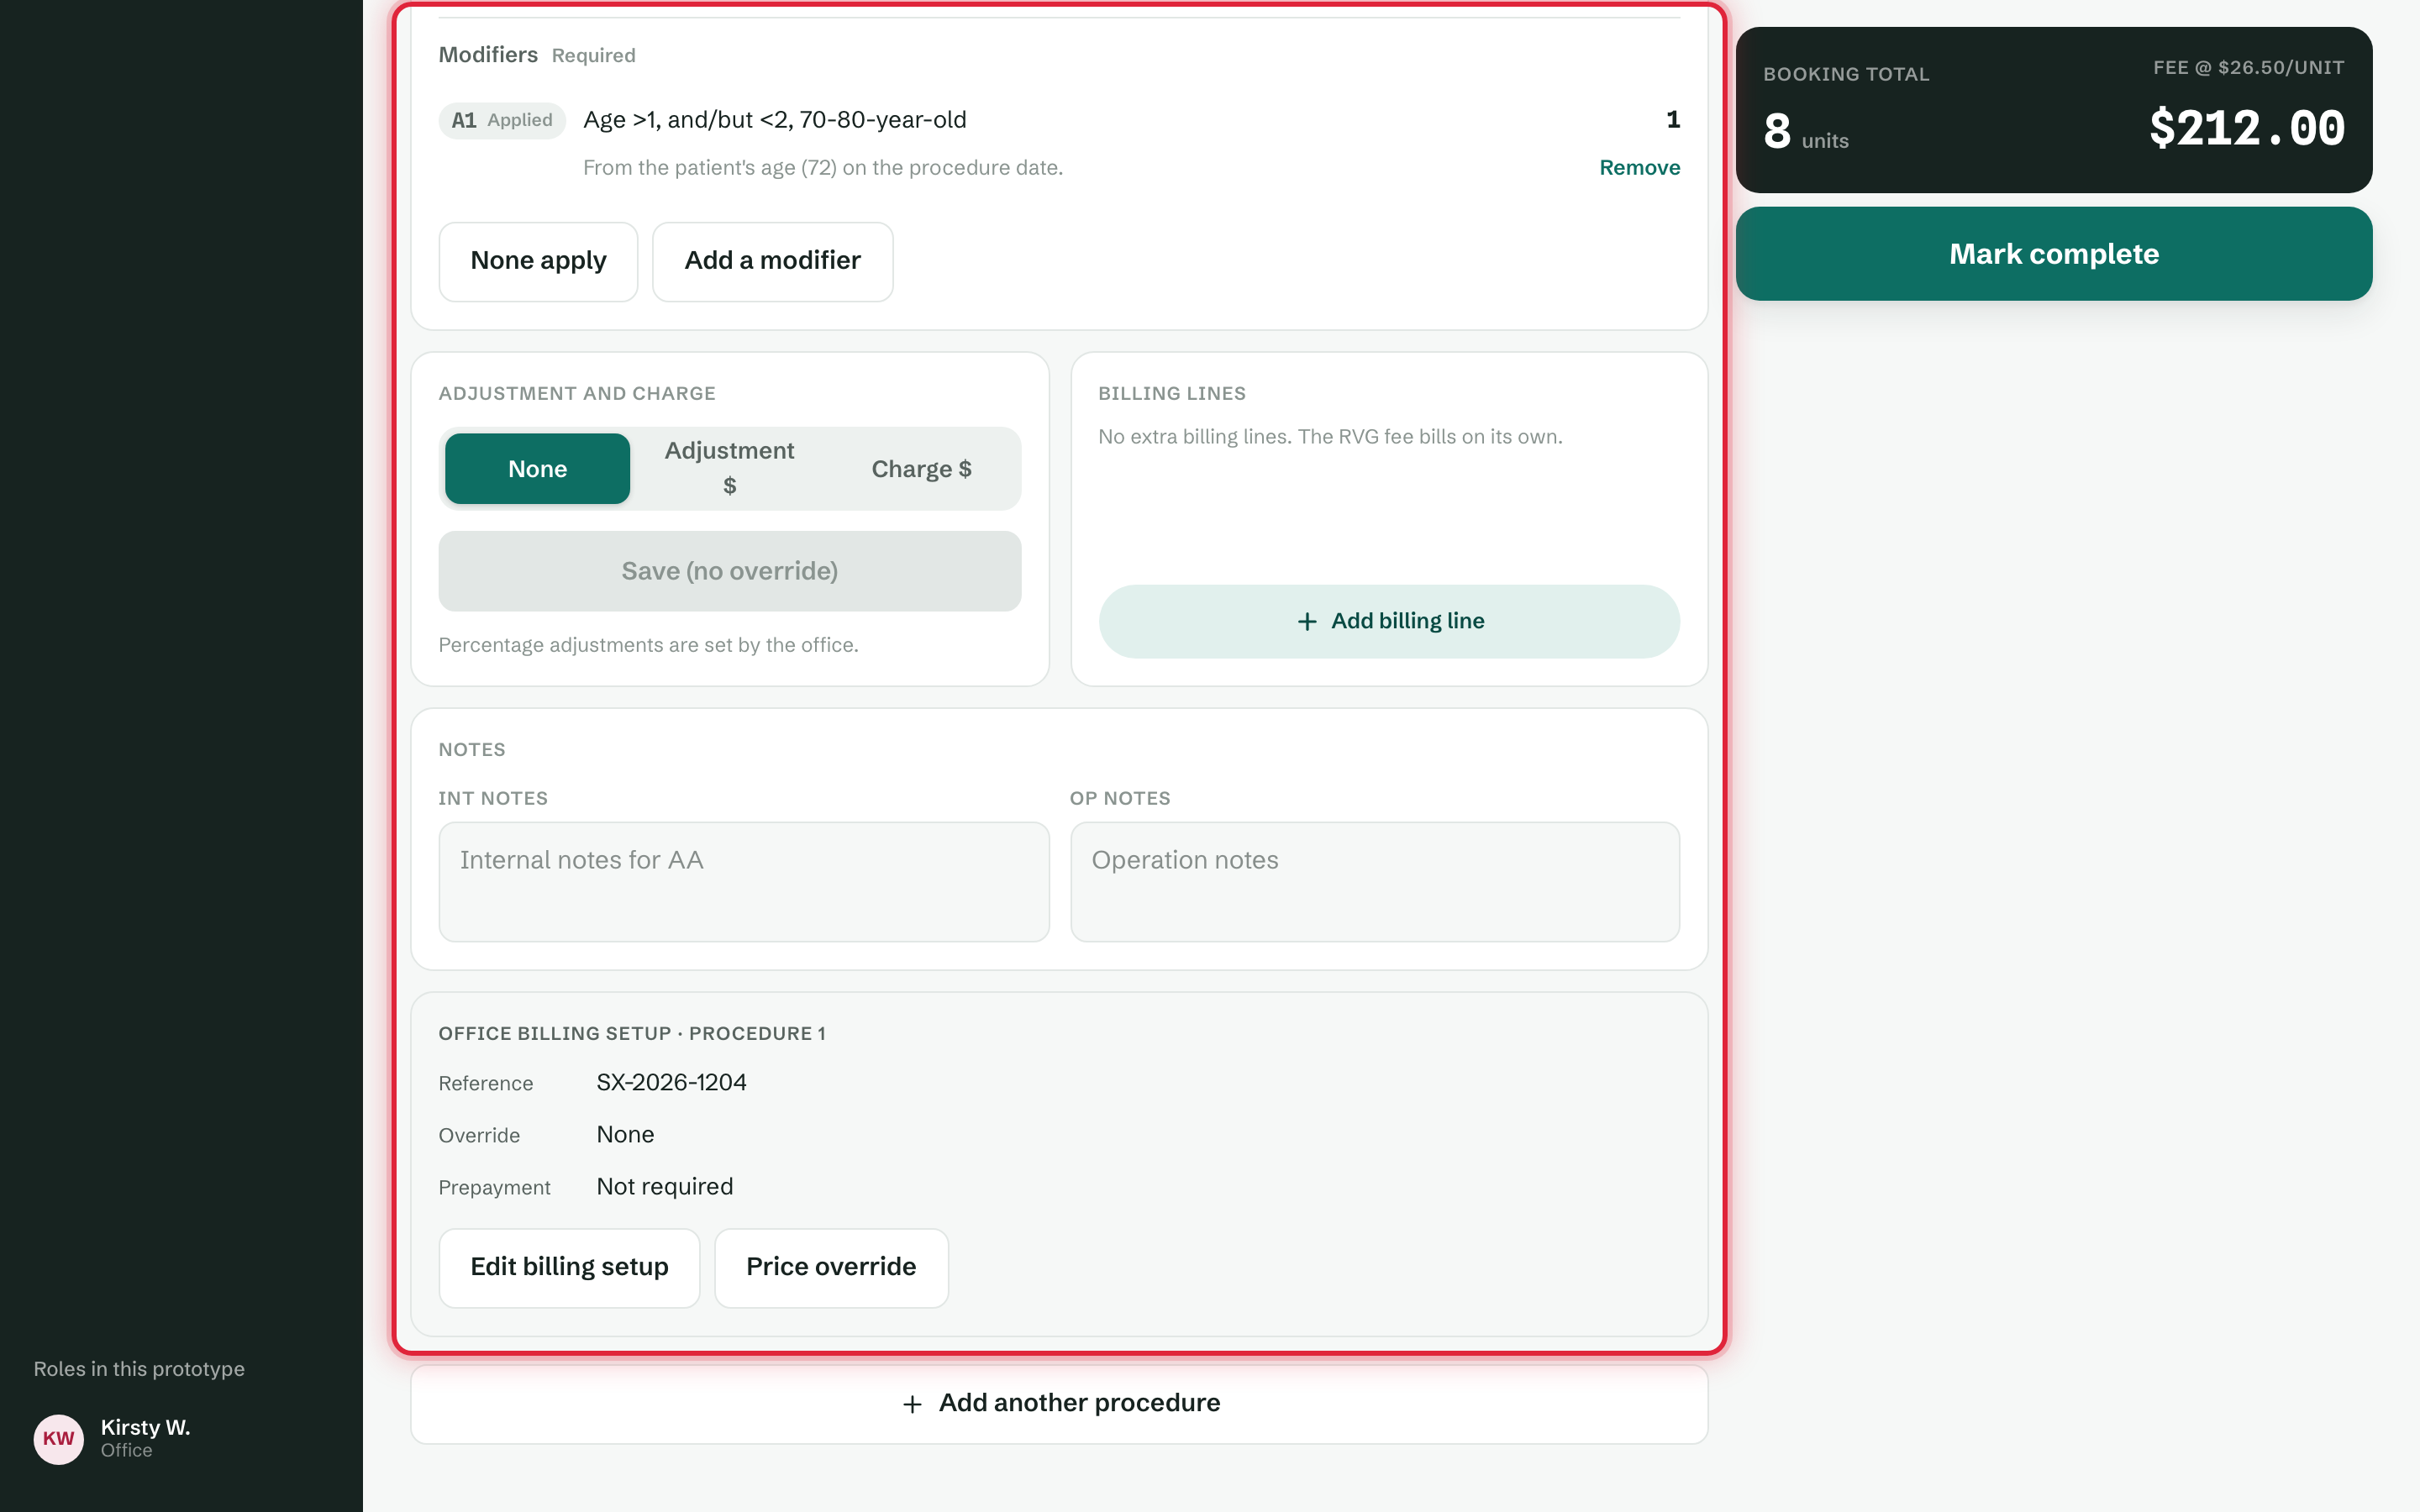 Modifiers Required
A1 Applied Age >1, and/but <2, 70-80-year-old 1
From the patient's age (72) on the procedure date. Remove
None apply Add a modifier
ADJUSTMENT AND CHARGE
None Adjustment $ Charge $
Save (no override)
Percentage adjustments are set by the office.
BILLING LINES
No extra billing lines. The RVG fee bills on its own.
+ Add billing line
NOTES
INT NOTES
Internal notes for AA
OP NOTES
Operation notes
OFFICE BILLING SETUP · PROCEDURE 1
Reference SX-2026-1204
Override None
Prepayment Not required
Edit billing setup Price override
+ Add another procedure
BOOKING TOTAL
8 units
FEE @ $26.50/UNIT
$212.00
Mark complete
Roles in this prototype
KW
Kirsty W.
Office